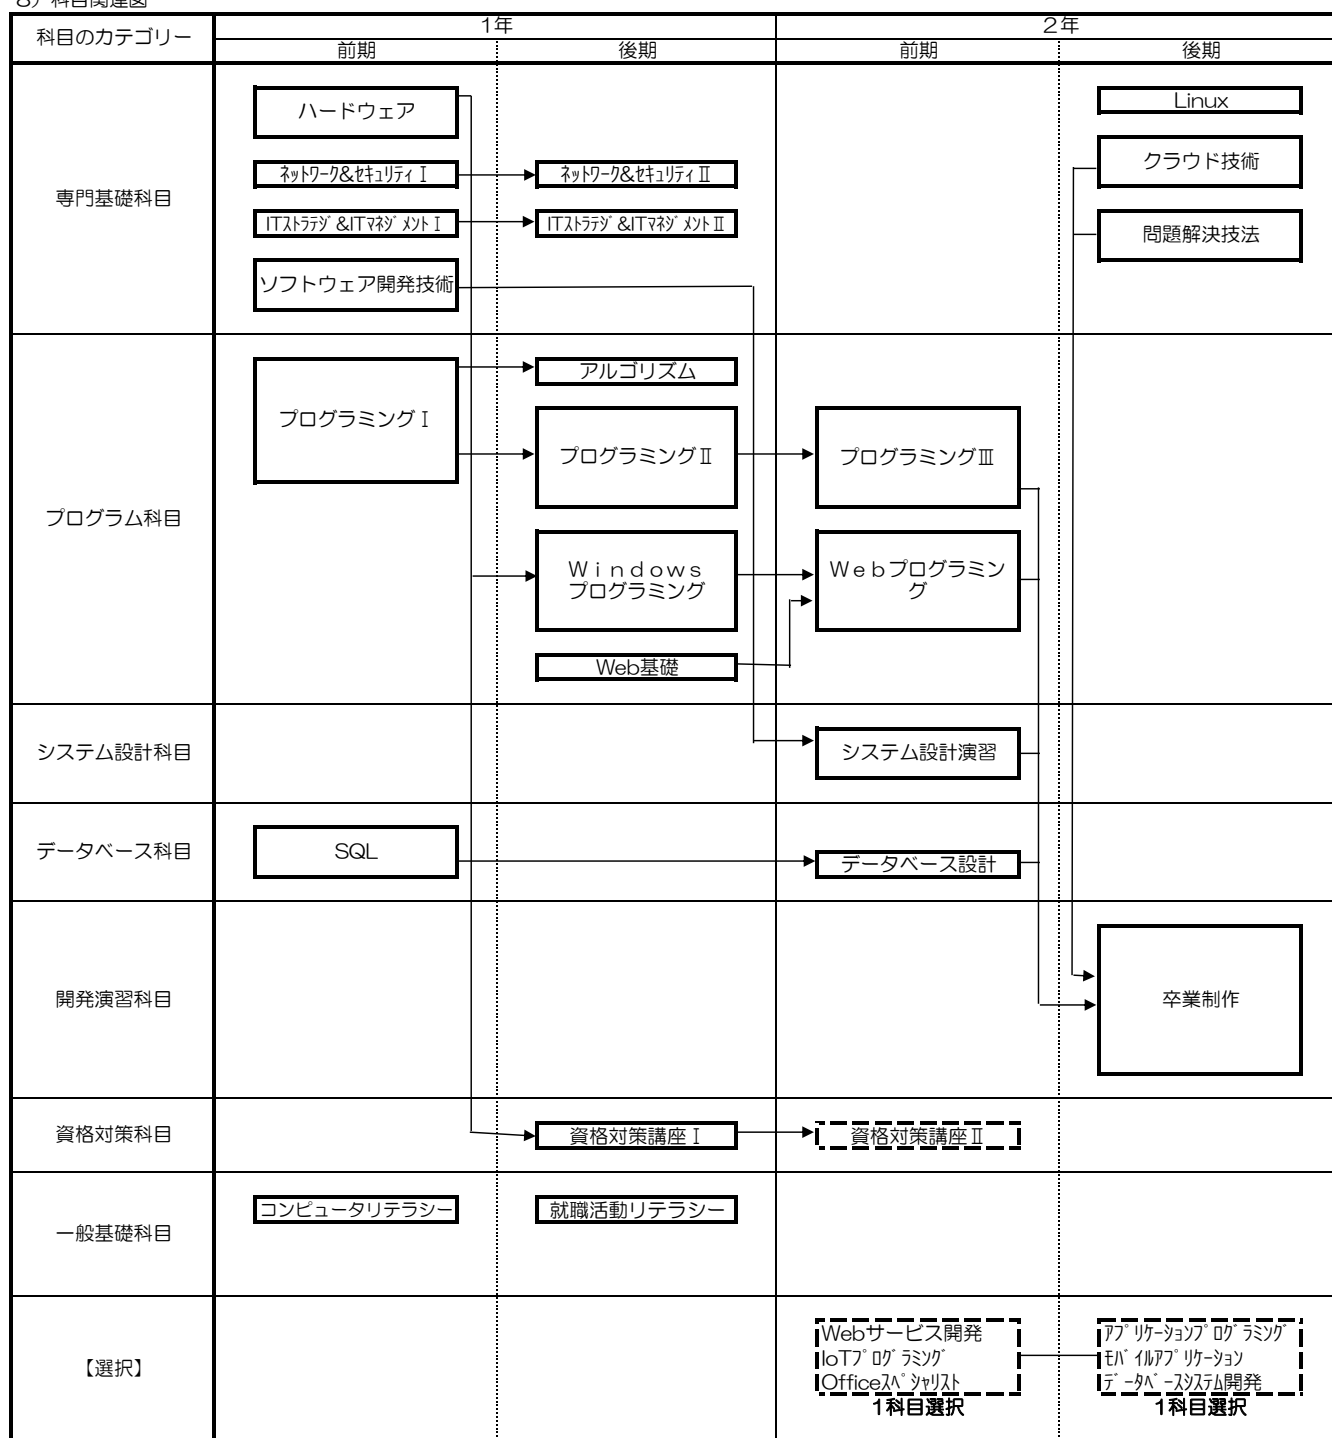 8）科目関連図
科目のカテゴリー
1年
2年
前期
後期
前期
後期
専門基礎科目
ハードウェア
Linux
クラウド技術
ﾈｯﾄﾜｰｸ&ｾｷｭﾘﾃｨⅠ
ﾈｯﾄﾜｰｸ&ｾｷｭﾘﾃｨⅡ
ITｽﾄﾗﾃｼﾞ&ITﾏﾈｼﾞﾒﾝﾄⅠ
ITｽﾄﾗﾃｼﾞ&ITﾏﾈｼﾞﾒﾝﾄⅡ
問題解決技法
ソフトウェア開発技術
プログラム科目
プログラミングⅠ
アルゴリズム
プログラミングⅡ
プログラミングⅢ
Ｗｉｎｄｏｗｓ
プログラミング
Ｗｅｂプログラミン
グ
Web基礎
システム設計科目
システム設計演習
データベース科目
SQL
データベース設計
開発演習科目
卒業制作
資格対策科目
資格対策講座Ⅰ
資格対策講座Ⅱ
一般基礎科目
コンピュータリテラシー
就職活動リテラシー
【選択】
Webサービス開発
IoTﾌﾟﾛｸﾞﾗﾐﾝｸﾞ
Officeｽﾍﾟｼｬﾘｽﾄ
1科目選択
ｱﾌﾟﾘｹｰｼｮﾝﾌﾟﾛｸﾞﾗﾐﾝｸﾞ
ﾓﾊﾞｲﾙｱﾌﾟﾘｹｰｼｮﾝ
ﾃﾞｰﾀﾍﾞｰｽｼｽﾃﾑ開発
1科目選択